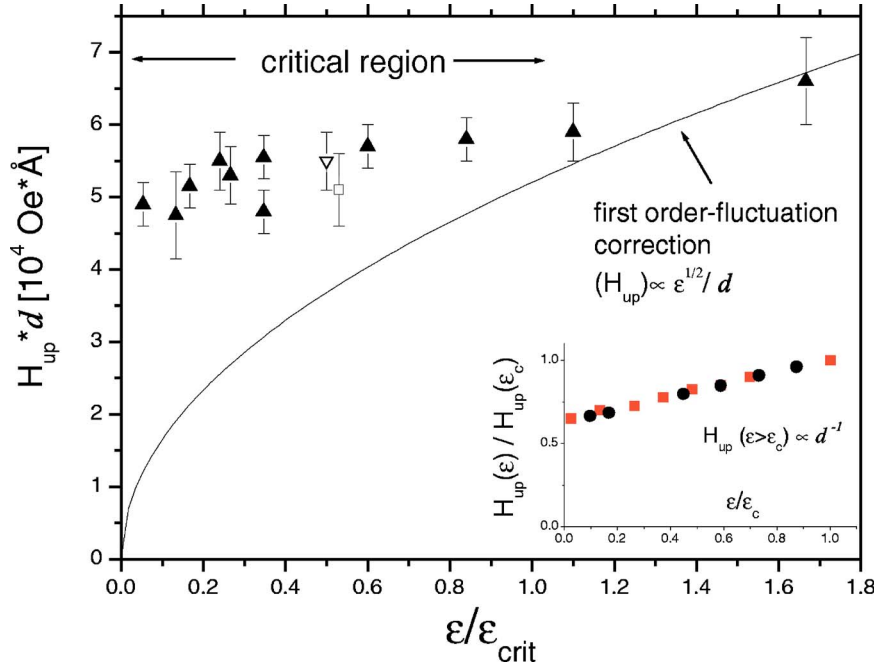 critical region
first order-fluctuation
correction
(H_up) ∝ ε^1/2 / d
H_up*d [10^4 Oe*Å]
7
6
5
4
3
2
1
0
0.0 0.2 0.4 0.6 0.8 1.0 1.2 1.4 1.6 1.8
ε/ε_crit
H_up(ε) / H_up(ε_c)
1.0
0.5
0.0
H_up (ε>ε_c) ∝ d^-1
ε/ε_c
0.0 0.2 0.4 0.6 0.8 1.0